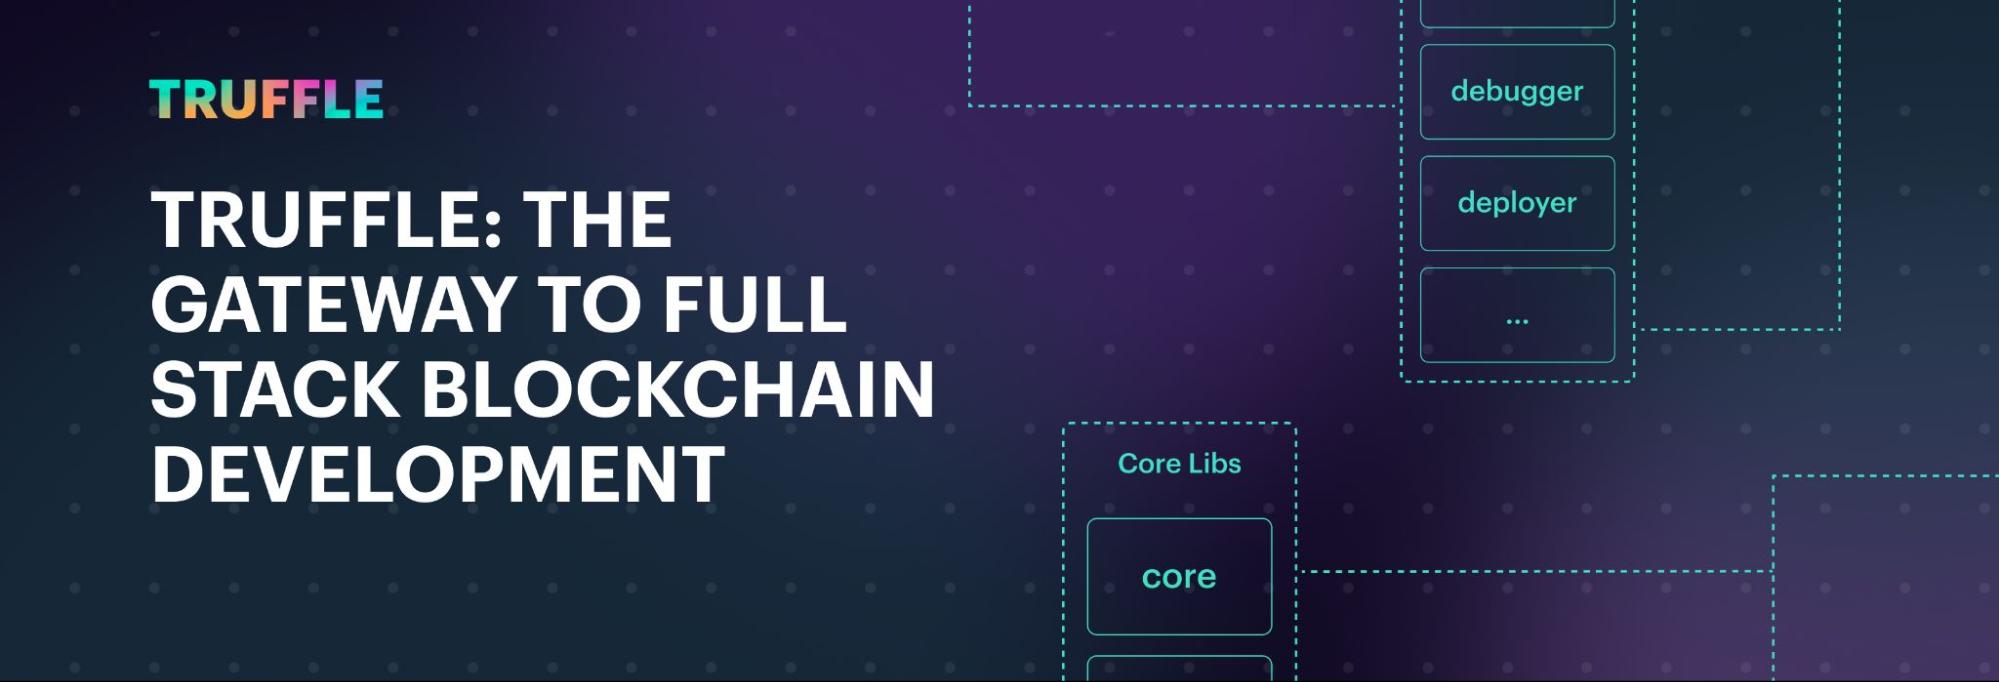 TRUFFLE
TRUFFLE: THE
GATEWAY TO FULL
STACK BLOCKCHAIN
DEVELOPMENT
debugger
deployer
...
Core Libs
core